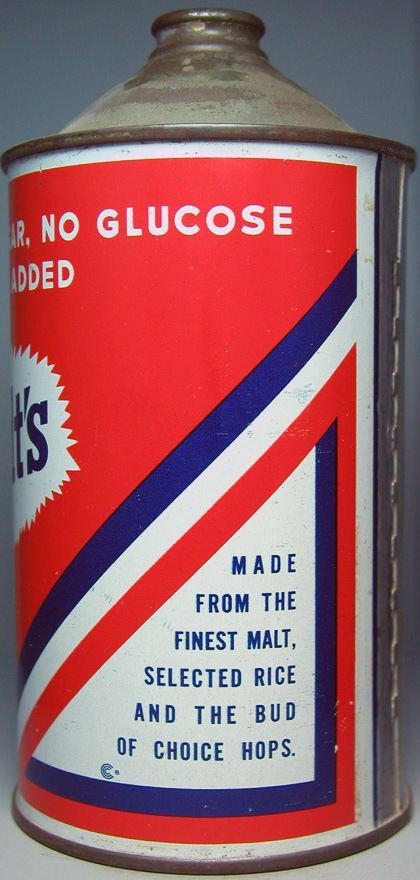 NO GLUCOSE
ADDED
MADE
FROM THE
FINEST MALT,
SELECTED RICE
AND THE BUD
OF CHOICE HOPS.